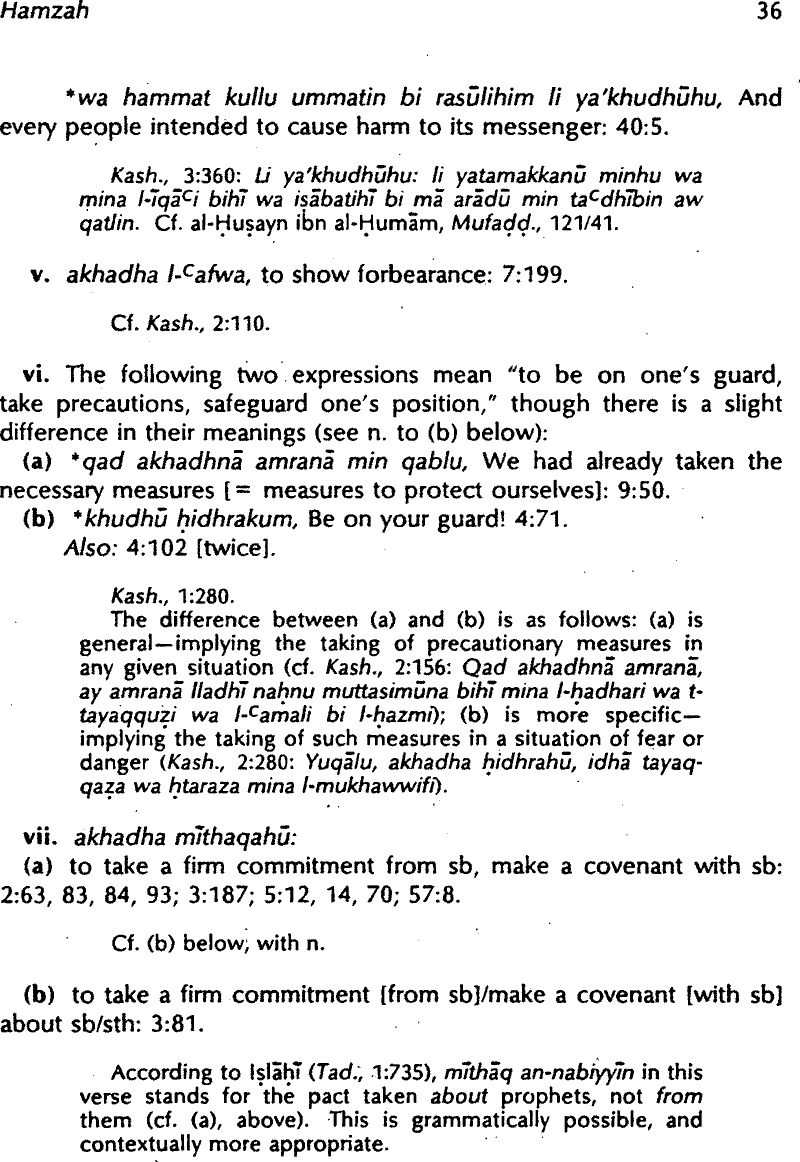 Hamzah 36
*wa hammat kullu ummatin bi rasūlihim li ya'khudhūhu, And
every people intended to cause harm to its messenger: 40:5.
Kash., 3:360: Li ya'khudhūhu: li yatamakkanū minhu wa
mina l-īqāᶜi bihī wa iṣābatihī bi mā arādū min taᶜdhībin aw
qatlin. Cf. al-Ḥuṣayn ibn al-Ḥumām, Mufaḍḍ., 121/41.
v. akhadha l-ᶜafwa, to show forbearance: 7:199.
Cf. Kash., 2:110.
vi. The following two expressions mean "to be on one's guard,
take precautions, safeguard one's position," though there is a slight
difference in their meanings (see n. to (b) below):
(a) *qad akhadhnā amranā min qablu, We had already taken the
necessary measures [= measures to protect ourselves]: 9:50.
(b) *khudhū ḥidhrakum, Be on your guard! 4:71.
Also: 4:102 [twice].
Kash., 1:280.
The difference between (a) and (b) is as follows: (a) is
general—implying the taking of precautionary measures in
any given situation (cf. Kash., 2:156: Qad akhadhnā amranā,
ay amranā lladhī naḥnu muttasimūna bihī mina l-ḥadhari wa t-
tayaqquẓi wa l-ᶜamali bi l-ḥazmi); (b) is more specific—
implying the taking of such measures in a situation of fear or
danger (Kash., 2:280: Yuqālu, akhadha ḥidhrahū, idhā tayaq-
qaẓa wa ḥtaraza mina l-mukhawwifi).
vii. akhadha mīthaqahū:
(a) to take a firm commitment from sb, make a covenant with sb:
2:63, 83, 84, 93; 3:187; 5:12, 14, 70; 57:8.
Cf. (b) below, with n.
(b) to take a firm commitment [from sb]/make a covenant [with sb]
about sb/sth: 3:81.
According to Iṣlāḥī (Tad., 1:735), mīthāq an-nabiyyīn in this
verse stands for the pact taken about prophets, not from
them (cf. (a), above). This is grammatically possible, and
contextually more appropriate.